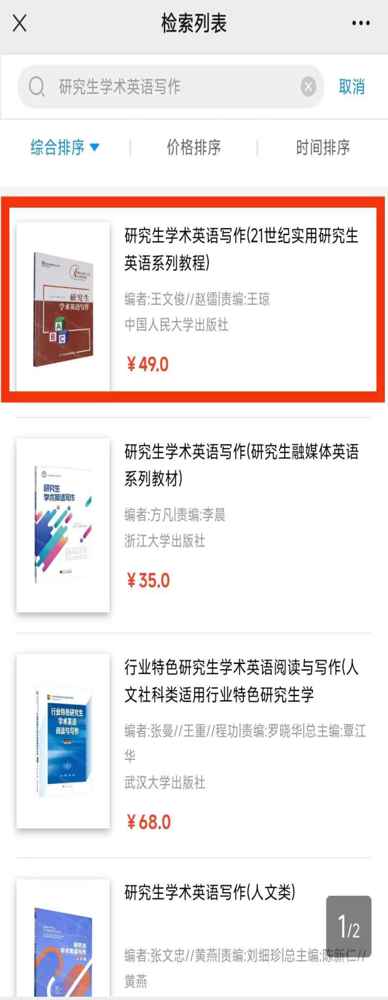 检索列表
研究生学术英语写作
取消
综合排序
价格排序
时间排序
研究生学术英语写作(21世纪实用研究生
英语系列教程)
编者:王文俊//赵镭|责编:王琼
中国人民大学出版社
¥49.0
研究生
学术英语写作
A
B
C
研究生学术英语写作(研究生融媒体英语
系列教材)
编者:方凡|责编:李晨
浙江大学出版社
¥35.0
研究生
学术英语写作
GRADUATE
STUDENTS
行业特色研究生学术英语阅读与写作(人
文社科类适用行业特色研究生学
编者:张曼//王重//程功|责编:罗晓华|总主编:覃江
华
武汉大学出版社
¥68.0
行业特色研究生
学术英语
阅读与写作
研究生学术英语写作(人文类)
编者:张文忠//黄燕|责编:刘细珍|总主编:陈新仁//
黄燕
研究生
学术英语写作
1/2